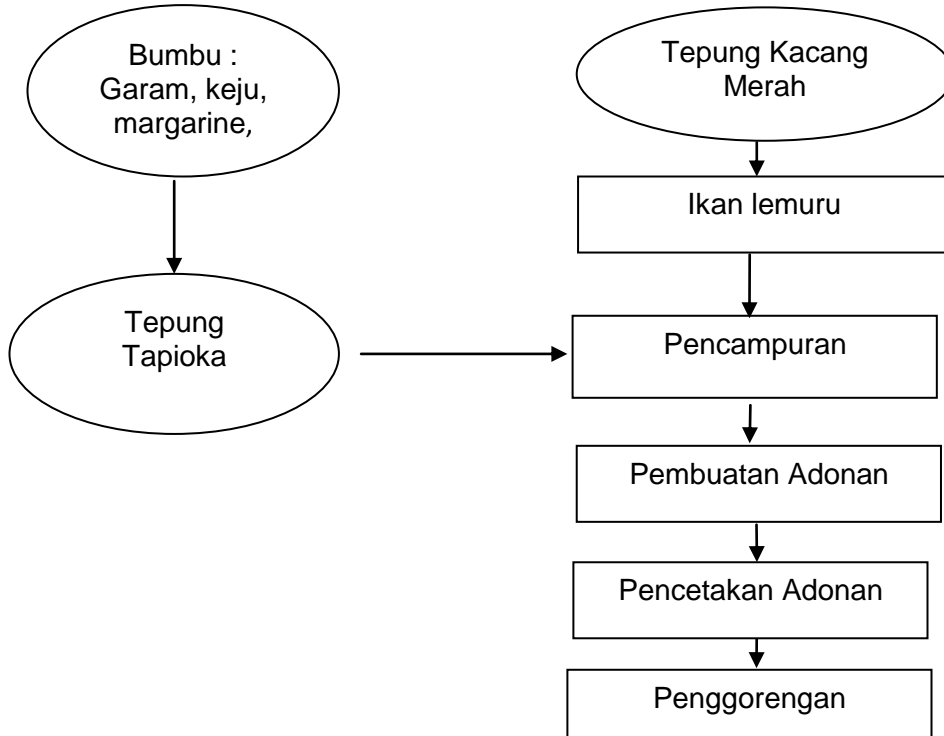 Bumbu :
Garam, keju,
margarine,
Tepung Kacang
Merah
Ikan lemuru
Tepung
Tapioka
Pencampuran
Pembuatan Adonan
Pencetakan Adonan
Penggorengan